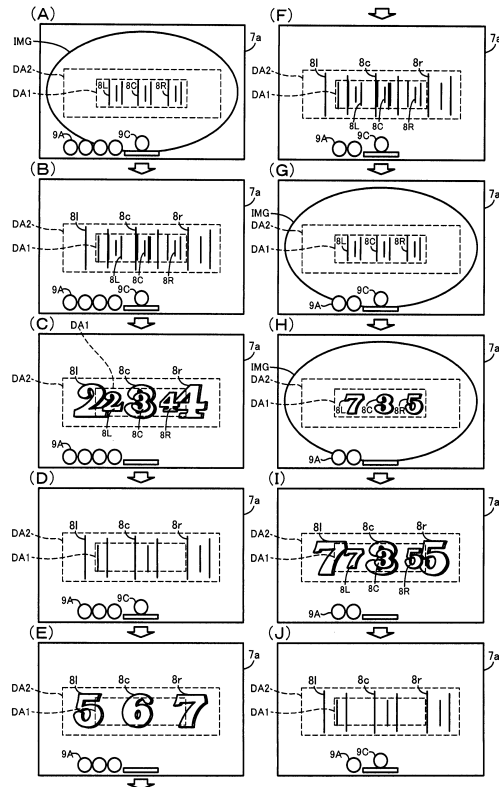 (A)
IMG
7a
DA2
DA1
8L 8C 8R
9A
9C
(B)
8l 8c 8r
7a
DA2
DA1
8L 8C 8R
9A
9C
(C)
DA1
8l 8c 8r
7a
DA2
2 2 3 4 4
8L 8C 8R
9A
(D)
8l 8c 8r
7a
DA2
DA1
9A
9C
(E)
8l 8c 8r
7a
DA2
DA1
5 6 7
9A
(F)
8l 8c 8r
7a
DA2
DA1
8L 8C 8R
9A
9C
(G)
IMG
7a
DA2
DA1
8L 8C 8R
9A
9C
(H)
IMG
7a
DA2
DA1
8L 7 8C 3 8R 5
9A
(I)
8l 8c 8r
7a
DA2
DA1
7 7 3 5 5
8L 8C 8R
9A
(J)
8l 8c 8r
7a
DA2
DA1
9A
9C